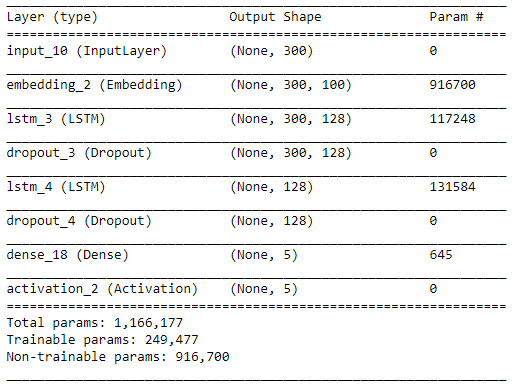 Layer (type) Output Shape Param #
input_10 (InputLayer) (None, 300) 0
embedding_2 (Embedding) (None, 300, 100) 916700
lstm_3 (LSTM) (None, 300, 128) 117248
dropout_3 (Dropout) (None, 300, 128) 0
lstm_4 (LSTM) (None, 128) 131584
dropout_4 (Dropout) (None, 128) 0
dense_18 (Dense) (None, 5) 645
activation_2 (Activation) (None, 5) 0
Total params: 1,166,177
Trainable params: 249,477
Non-trainable params: 916,700